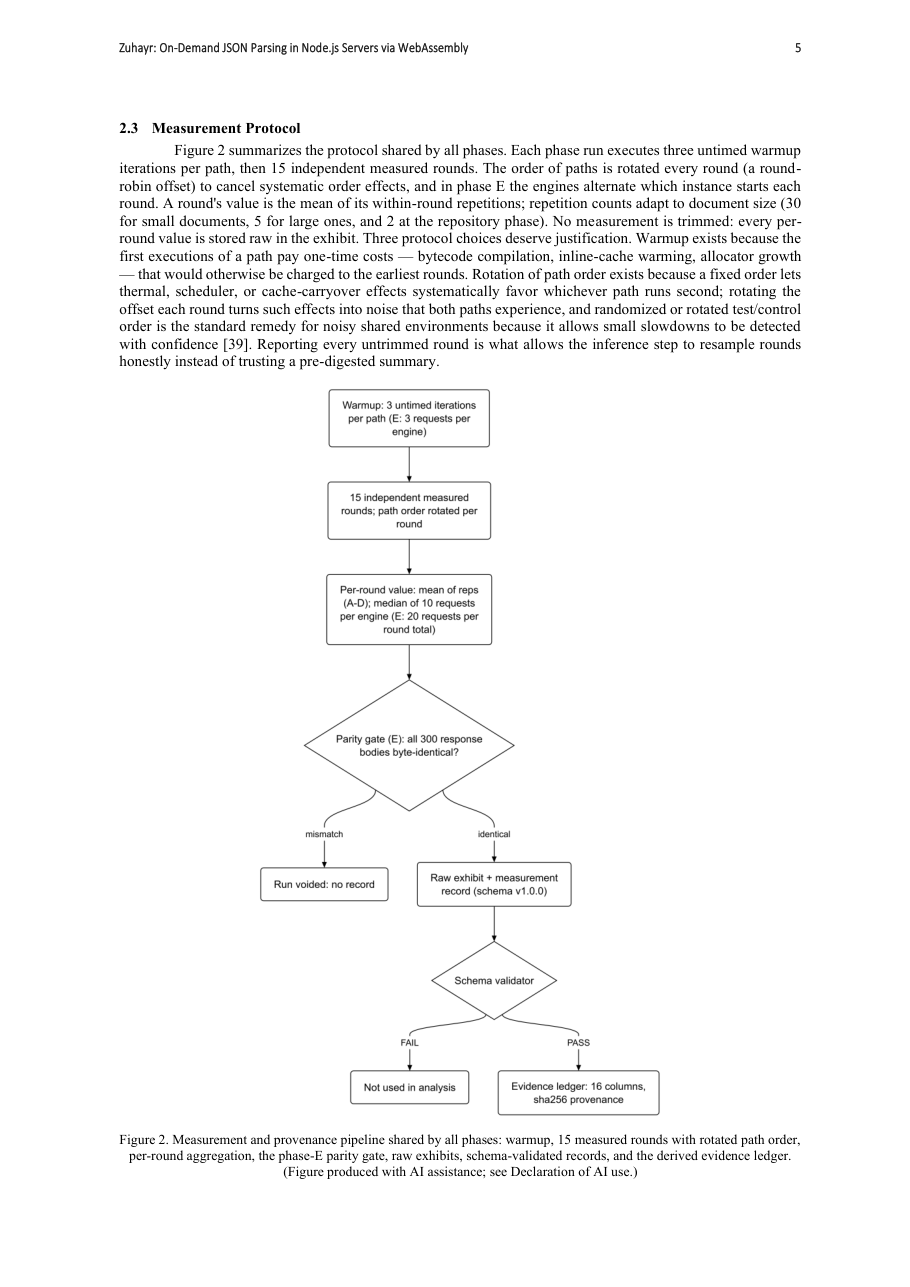 Zuhayr: On-Demand JSON Parsing in Node.js Servers via WebAssembly 5
2.3 Measurement Protocol
Figure 2 summarizes the protocol shared by all phases. Each phase run executes three untimed warmup
iterations per path, then 15 independent measured rounds. The order of paths is rotated every round (a round-
robin offset) to cancel systematic order effects, and in phase E the engines alternate which instance starts each
round. A round's value is the mean of its within-round repetitions; repetition counts adapt to document size (30
for small documents, 5 for large ones, and 2 at the repository phase). No measurement is trimmed: every per-
round value is stored raw in the exhibit. Three protocol choices deserve justification. Warmup exists because the
first executions of a path pay one-time costs — bytecode compilation, inline-cache warming, allocator growth
— that would otherwise be charged to the earliest rounds. Rotation of path order exists because a fixed order lets
thermal, scheduler, or cache-carryover effects systematically favor whichever path runs second; rotating the
offset each round turns such effects into noise that both paths experience, and randomized or rotated test/control
order is the standard remedy for noisy shared environments because it allows small slowdowns to be detected
with confidence [39]. Reporting every untrimmed round is what allows the inference step to resample rounds
honestly instead of trusting a pre-digested summary.
Warmup: 3 untimed iterations
per path (E: 3 requests per
engine)
15 independent measured
rounds; path order rotated per
round
Per-round value: mean of reps
(A-D); median of 10 requests
per engine (E: 20 requests per
round total)
Parity gate (E): all 300 response
bodies byte-identical?
mismatch
identical
Run voided: no record
Raw exhibit + measurement
record (schema v1.0.0)
Schema validator
FAIL
PASS
Not used in analysis
Evidence ledger: 16 columns,
sha256 provenance
Figure 2. Measurement and provenance pipeline shared by all phases: warmup, 15 measured rounds with rotated path order,
per-round aggregation, the phase-E parity gate, raw exhibits, schema-validated records, and the derived evidence ledger.
(Figure produced with AI assistance; see Declaration of AI use.)